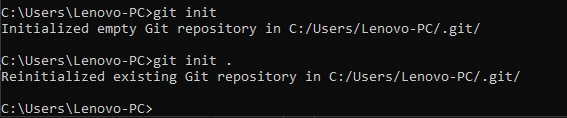 C:\Users\Lenovo-PC>git init
Initialized empty Git repository in C:/Users/Lenovo-PC/.git/
C:\Users\Lenovo-PC>git init .
Reinitialized existing Git repository in C:/Users/Lenovo-PC/.git/
C:\Users\Lenovo-PC>